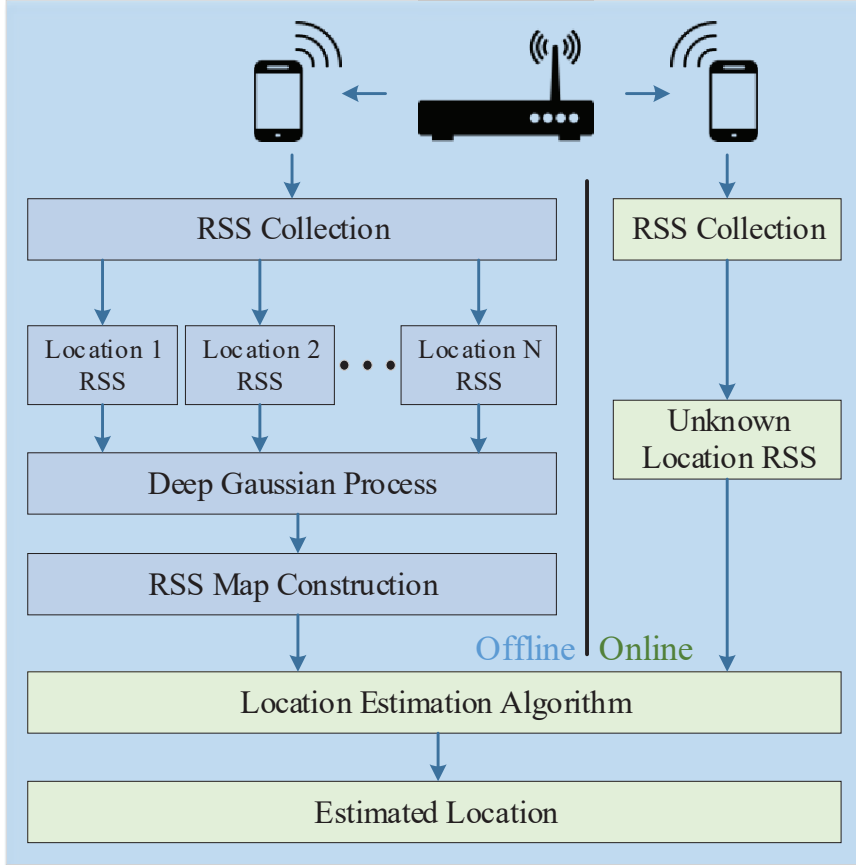 RSS Collection
RSS Collection
Location 1
RSS
Location 2
RSS
Location N
RSS
Unknown
Location RSS
Deep Gaussian Process
RSS Map Construction
Offline
Online
Location Estimation Algorithm
Estimated Location